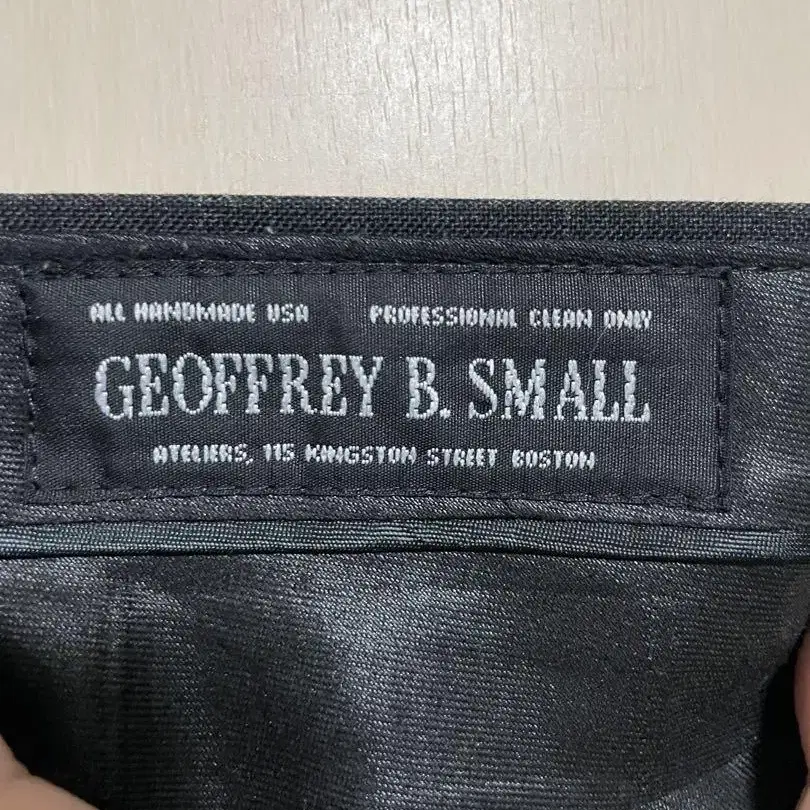 ALL HANDMADE USA PROFESSIONAL CLEAN ONLY
GEOFFREY B. SMALL
ATELIERS, 115 KINGSTON STREET BOSTON